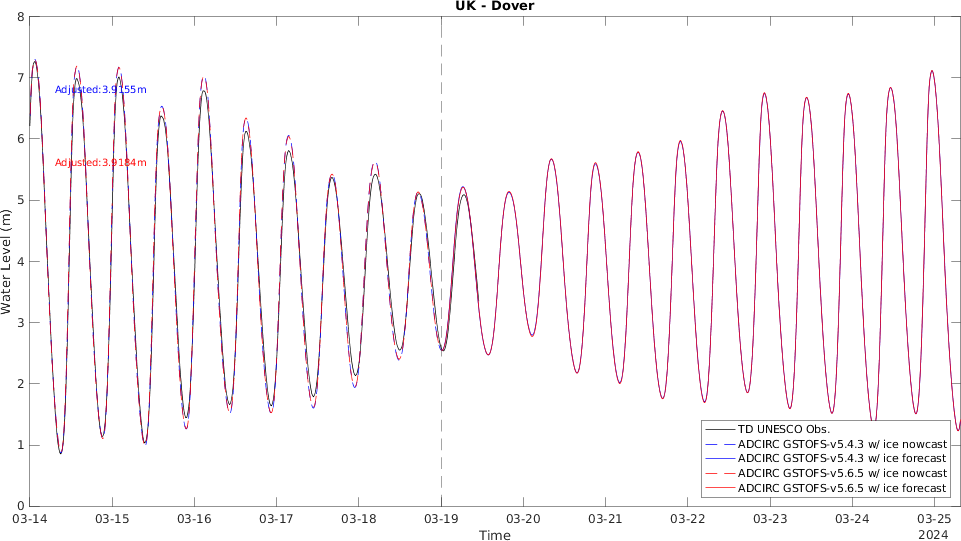 UK - Dover
8
7
6
5
4
3
2
1
0
Water Level (m)
Adjusted:3.9155m
Adjusted:3.9184m
TD UNESCO Obs.
ADCIRC GSTOFS-v5.4.3 w/ ice nowcast
ADCIRC GSTOFS-v5.4.3 w/ ice forecast
ADCIRC GSTOFS-v5.6.5 w/ ice nowcast
ADCIRC GSTOFS-v5.6.5 w/ ice forecast
03-14 03-15 03-16 03-17 03-18 03-19 03-20 03-21 03-22 03-23 03-24 03-25
2024
Time